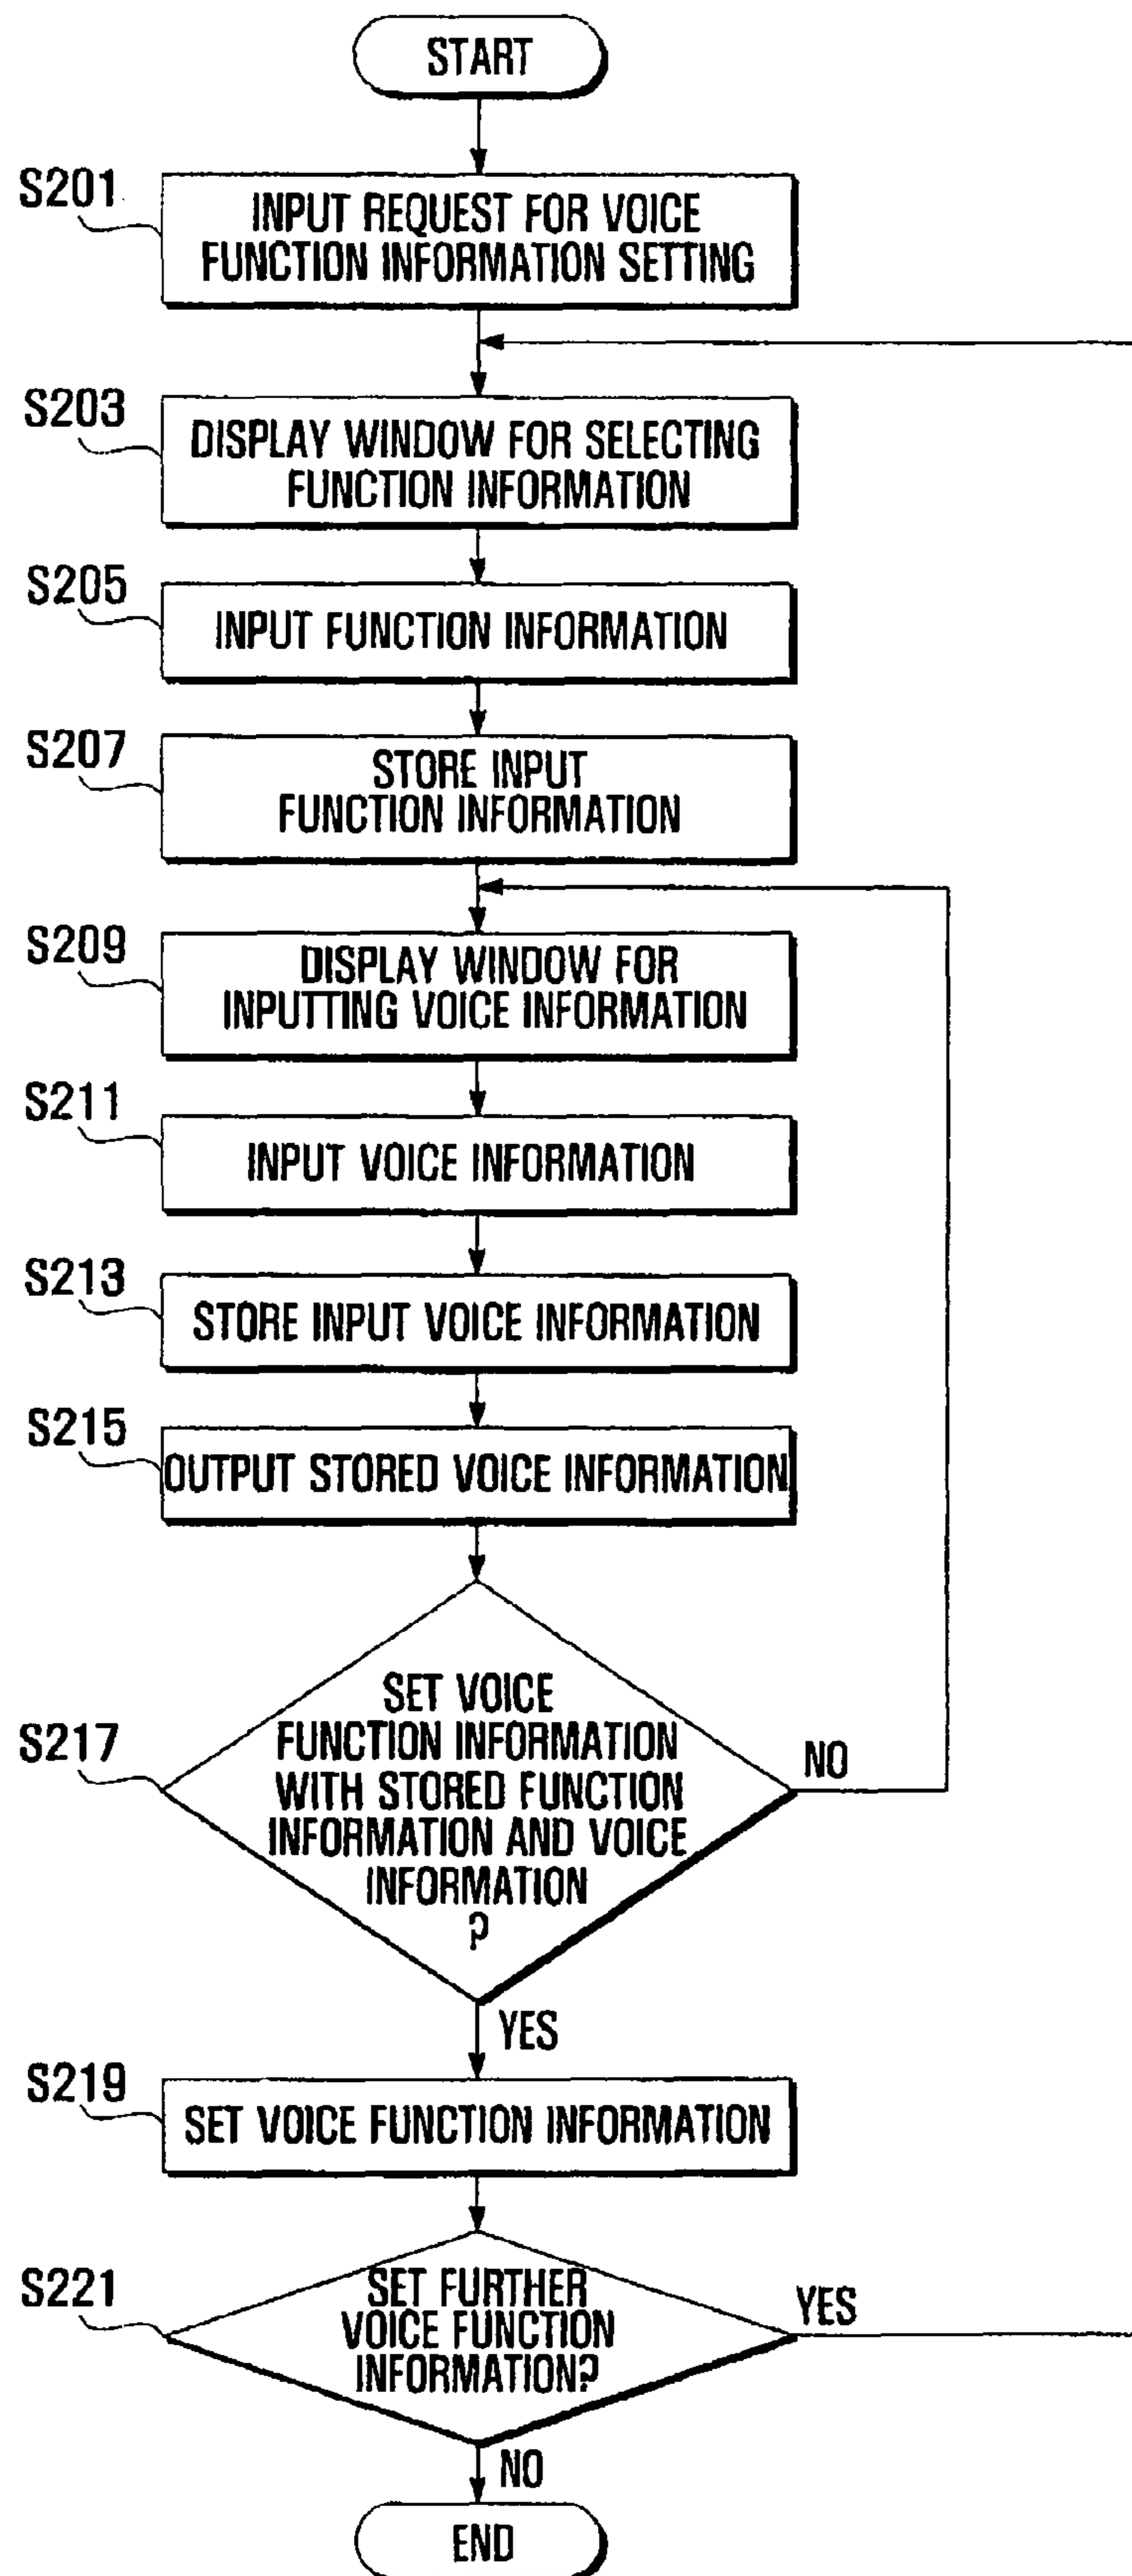 START
S201
INPUT REQUEST FOR VOICE
FUNCTION INFORMATION SETTING
S203
DISPLAY WINDOW FOR SELECTING
FUNCTION INFORMATION
S205
INPUT FUNCTION INFORMATION
S207
STORE INPUT
FUNCTION INFORMATION
S209
DISPLAY WINDOW FOR
INPUTTING VOICE INFORMATION
S211
INPUT VOICE INFORMATION
S213
STORE INPUT VOICE INFORMATION
S215
OUTPUT STORED VOICE INFORMATION
S217
SET VOICE
FUNCTION INFORMATION
WITH STORED FUNCTION
INFORMATION AND VOICE
INFORMATION
?
NO
YES
S219
SET VOICE FUNCTION INFORMATION
S221
SET FURTHER
VOICE FUNCTION
INFORMATION?
YES
NO
END